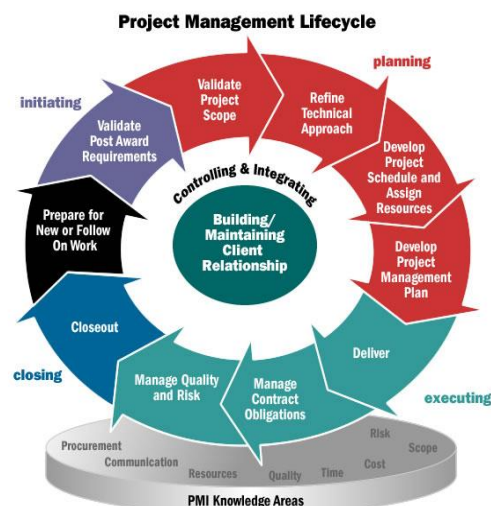 Project Management Lifecycle
initiating
Validate
Post Award
Requirements
Validate
Project
Scope
planning
Refine
Technical
Approach
Develop
Project
Schedule and
Assign
Resources
Develop
Project
Management
Plan
Deliver
executing
Manage
Contract
Obligations
Manage Quality
and Risk
closing
Closeout
Prepare for
New or Follow
On Work
Controlling & Integrating
Building/
Maintaining
Client
Relationship
Procurement
Communication
Resources
Quality
Time
Cost
Risk
Scope
PMI Knowledge Areas